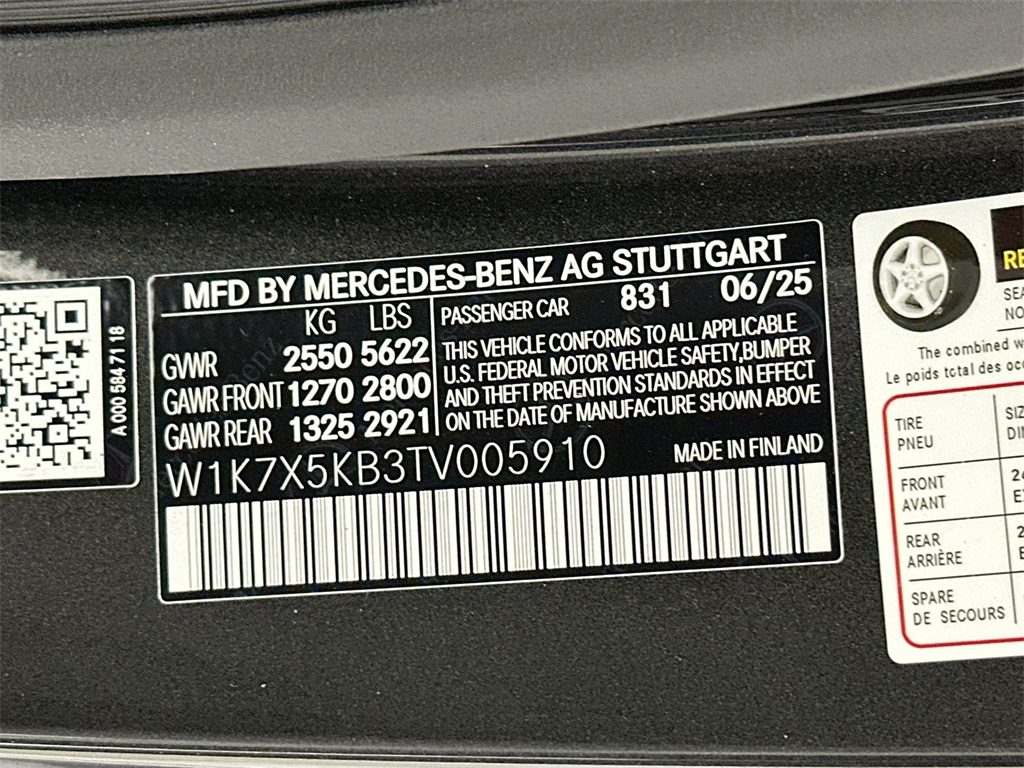 MFD BY MERCEDES-BENZ AG STUTTGART
KG LBS
GVWR 2550 5622
GAWR FRONT 1270 2800
GAWR REAR 1325 2921
PASSENGER CAR 831 06/25
THIS VEHICLE CONFORMS TO ALL APPLICABLE
U.S. FEDERAL MOTOR VEHICLE SAFETY,BUMPER
AND THEFT PREVENTION STANDARDS IN EFFECT
ON THE DATE OF MANUFACTURE SHOWN ABOVE
W1K7X5KB3TV005910
MADE IN FINLAND
A 000 584 71 18
The combined
Le poids total des
TIRE
PNEU
FRONT
AVANT
REAR
ARRIÈRE
SPARE
DE SECOURS